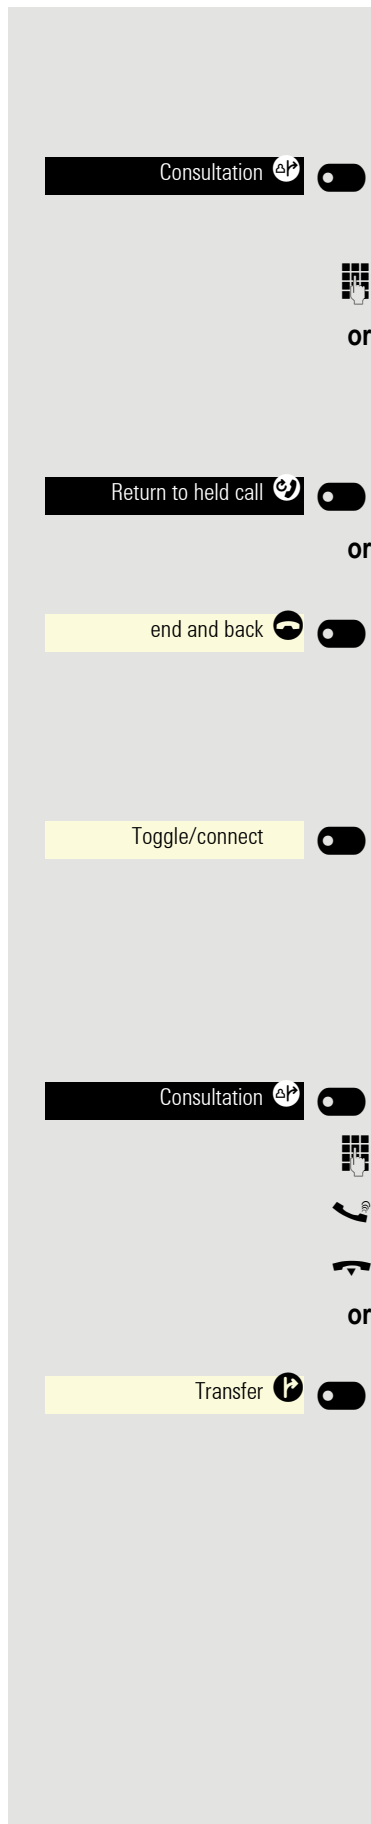 Consultation
or
Return to held call
or
end and back
Toggle/connect
Consultation
or
Transfer